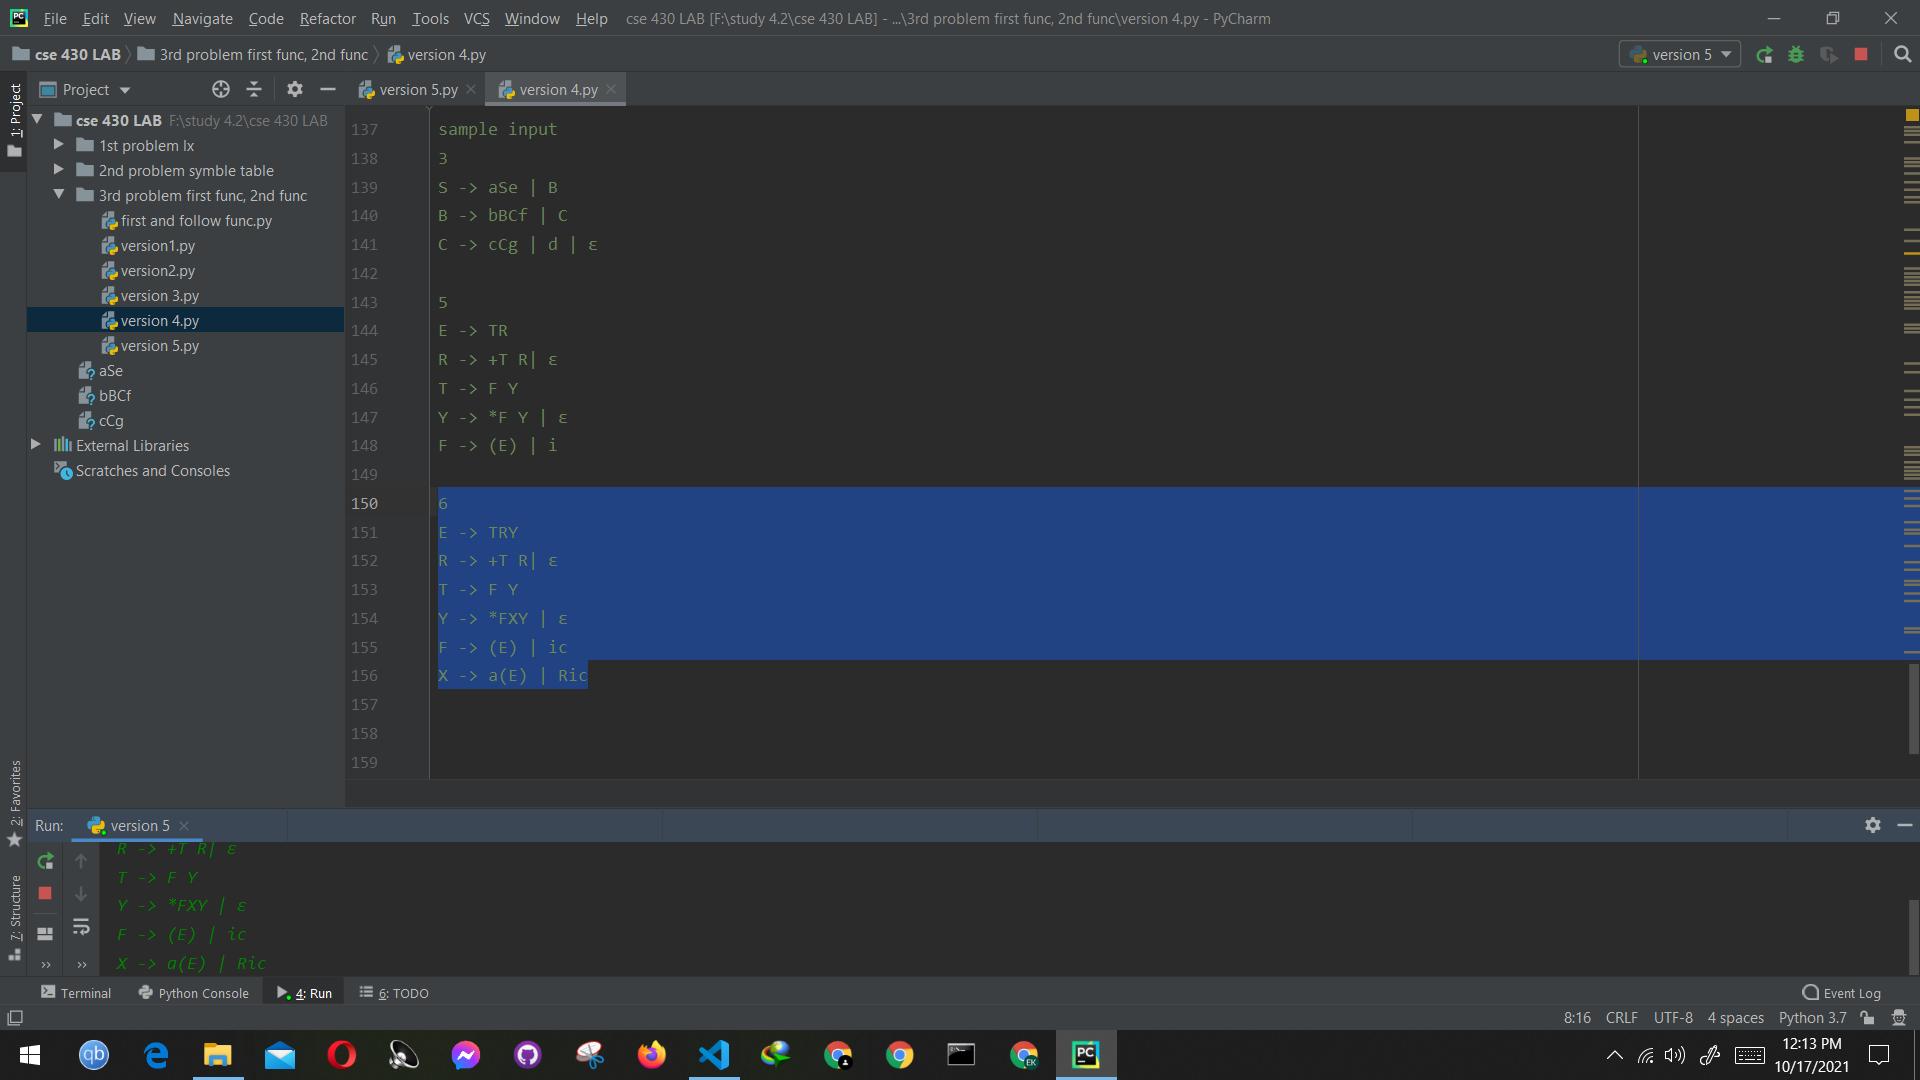 File Edit View Navigate Code Refactor Run Tools VCS Window Help cse 430 LAB [F:\study 4.2\cse 430 LAB] - ...\3rd problem first func, 2nd func\version 4.py - PyCharm
cse 430 LAB 3rd problem first func, 2nd func version 4.py version 5
Project version 5.py version 4.py
1: Project
cse 430 LAB F:\study 4.2\cse 430 LAB
1st problem lx
2nd problem symble table
3rd problem first func, 2nd func
first and follow func.py
version1.py
version2.py
version 3.py
version 4.py
version 5.py
aSe
bBCf
cCg
External Libraries
Scratches and Consoles
137 sample input
138 3
139 S -> aSe | B
140 B -> bBCf | C
141 C -> cCg | d | ε
142
143 5
144 E -> TR
145 R -> +T R| ε
146 T -> F Y
147 Y -> *F Y | ε
148 F -> (E) | i
149
150 6
151 E -> TRY
152 R -> +T R| ε
153 T -> F Y
154 Y -> *FXY | ε
155 F -> (E) | ic
156 X -> a(E) | Ric
157
158
159
2: Favorites
7: Structure
Run: version 5
R -> +T R| ε
T -> F Y
Y -> *FXY | ε
F -> (E) | ic
X -> a(E) | Ric
Terminal Python Console 4: Run 6: TODO Event Log
8:16 CRLF UTF-8 4 spaces Python 3.7
qb EK PC 12:13 PM
10/17/2021